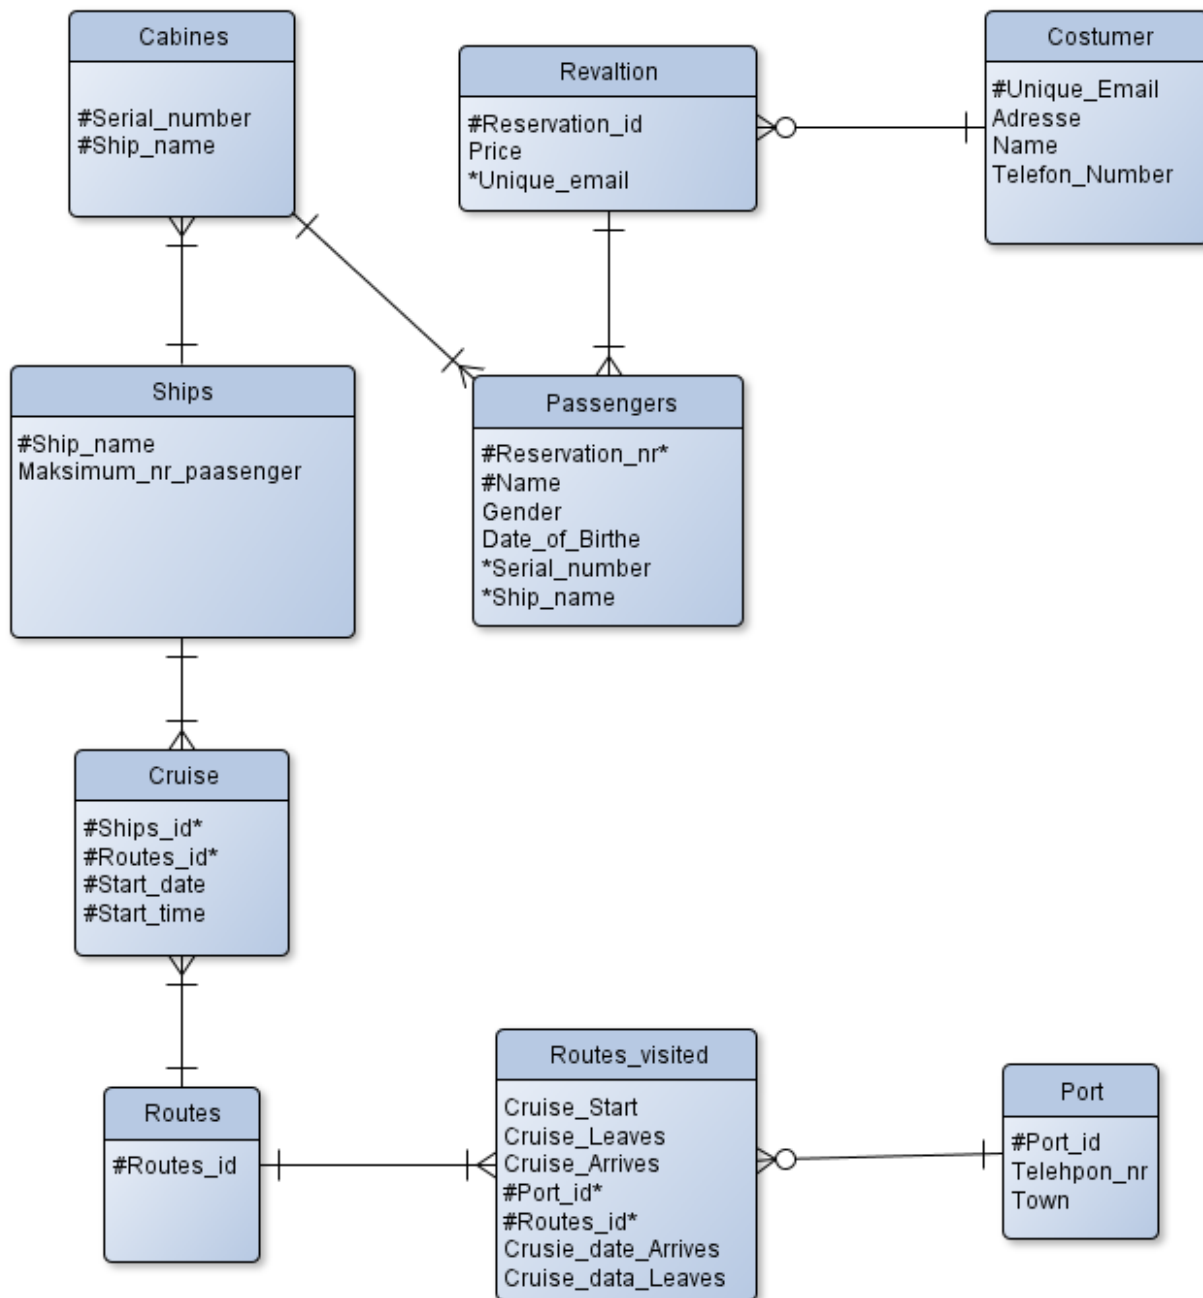 Cabines
#Serial_number
#Ship_name
Revaltion
#Reservation_id
Price
*Unique_email
Costumer
#Unique_Email
Adresse
Name
Telefon_Number
Ships
#Ship_name
Maksimum_nr_paasenger
Passengers
#Reservation_nr*
#Name
Gender
Date_of_Birthe
*Serial_number
*Ship_name
Cruise
#Ships_id*
#Routes_id*
#Start_date
#Start_time
Routes
#Routes_id
Routes_visited
Cruise_Start
Cruise_Leaves
Cruise_Arrives
#Port_id*
#Routes_id*
Crusie_date_Arrives
Cruise_data_Leaves
Port
#Port_id
Telehpon_nr
Town